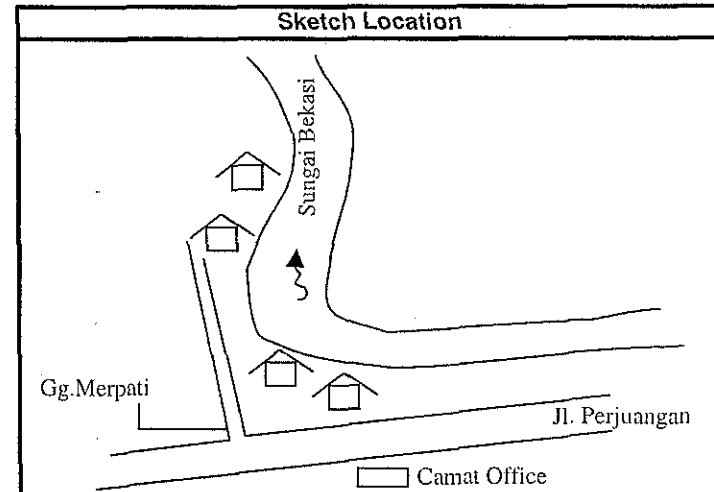 Sketch Location
Sungai Bekasi
Gg.Merpati
Jl. Perjuangan
Camat Office